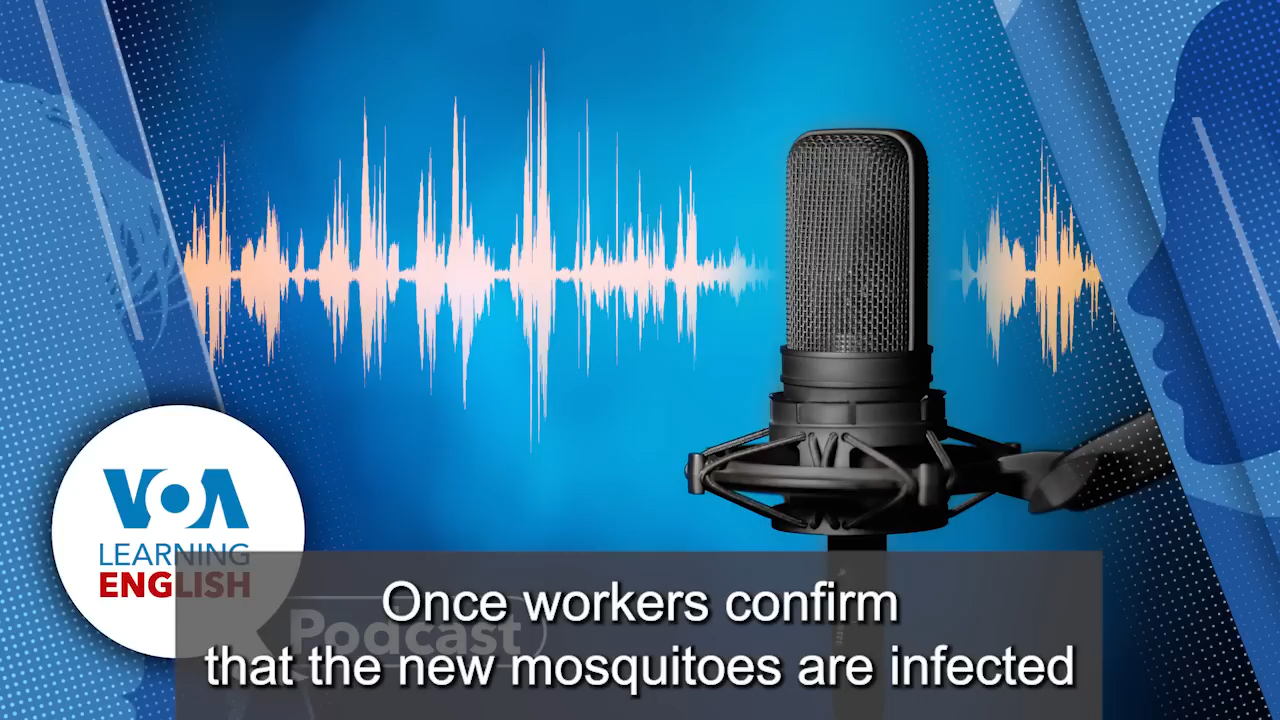 VOA
LEARNING
ENGLISH
Podcast
Once workers confirm
that the new mosquitoes are infected